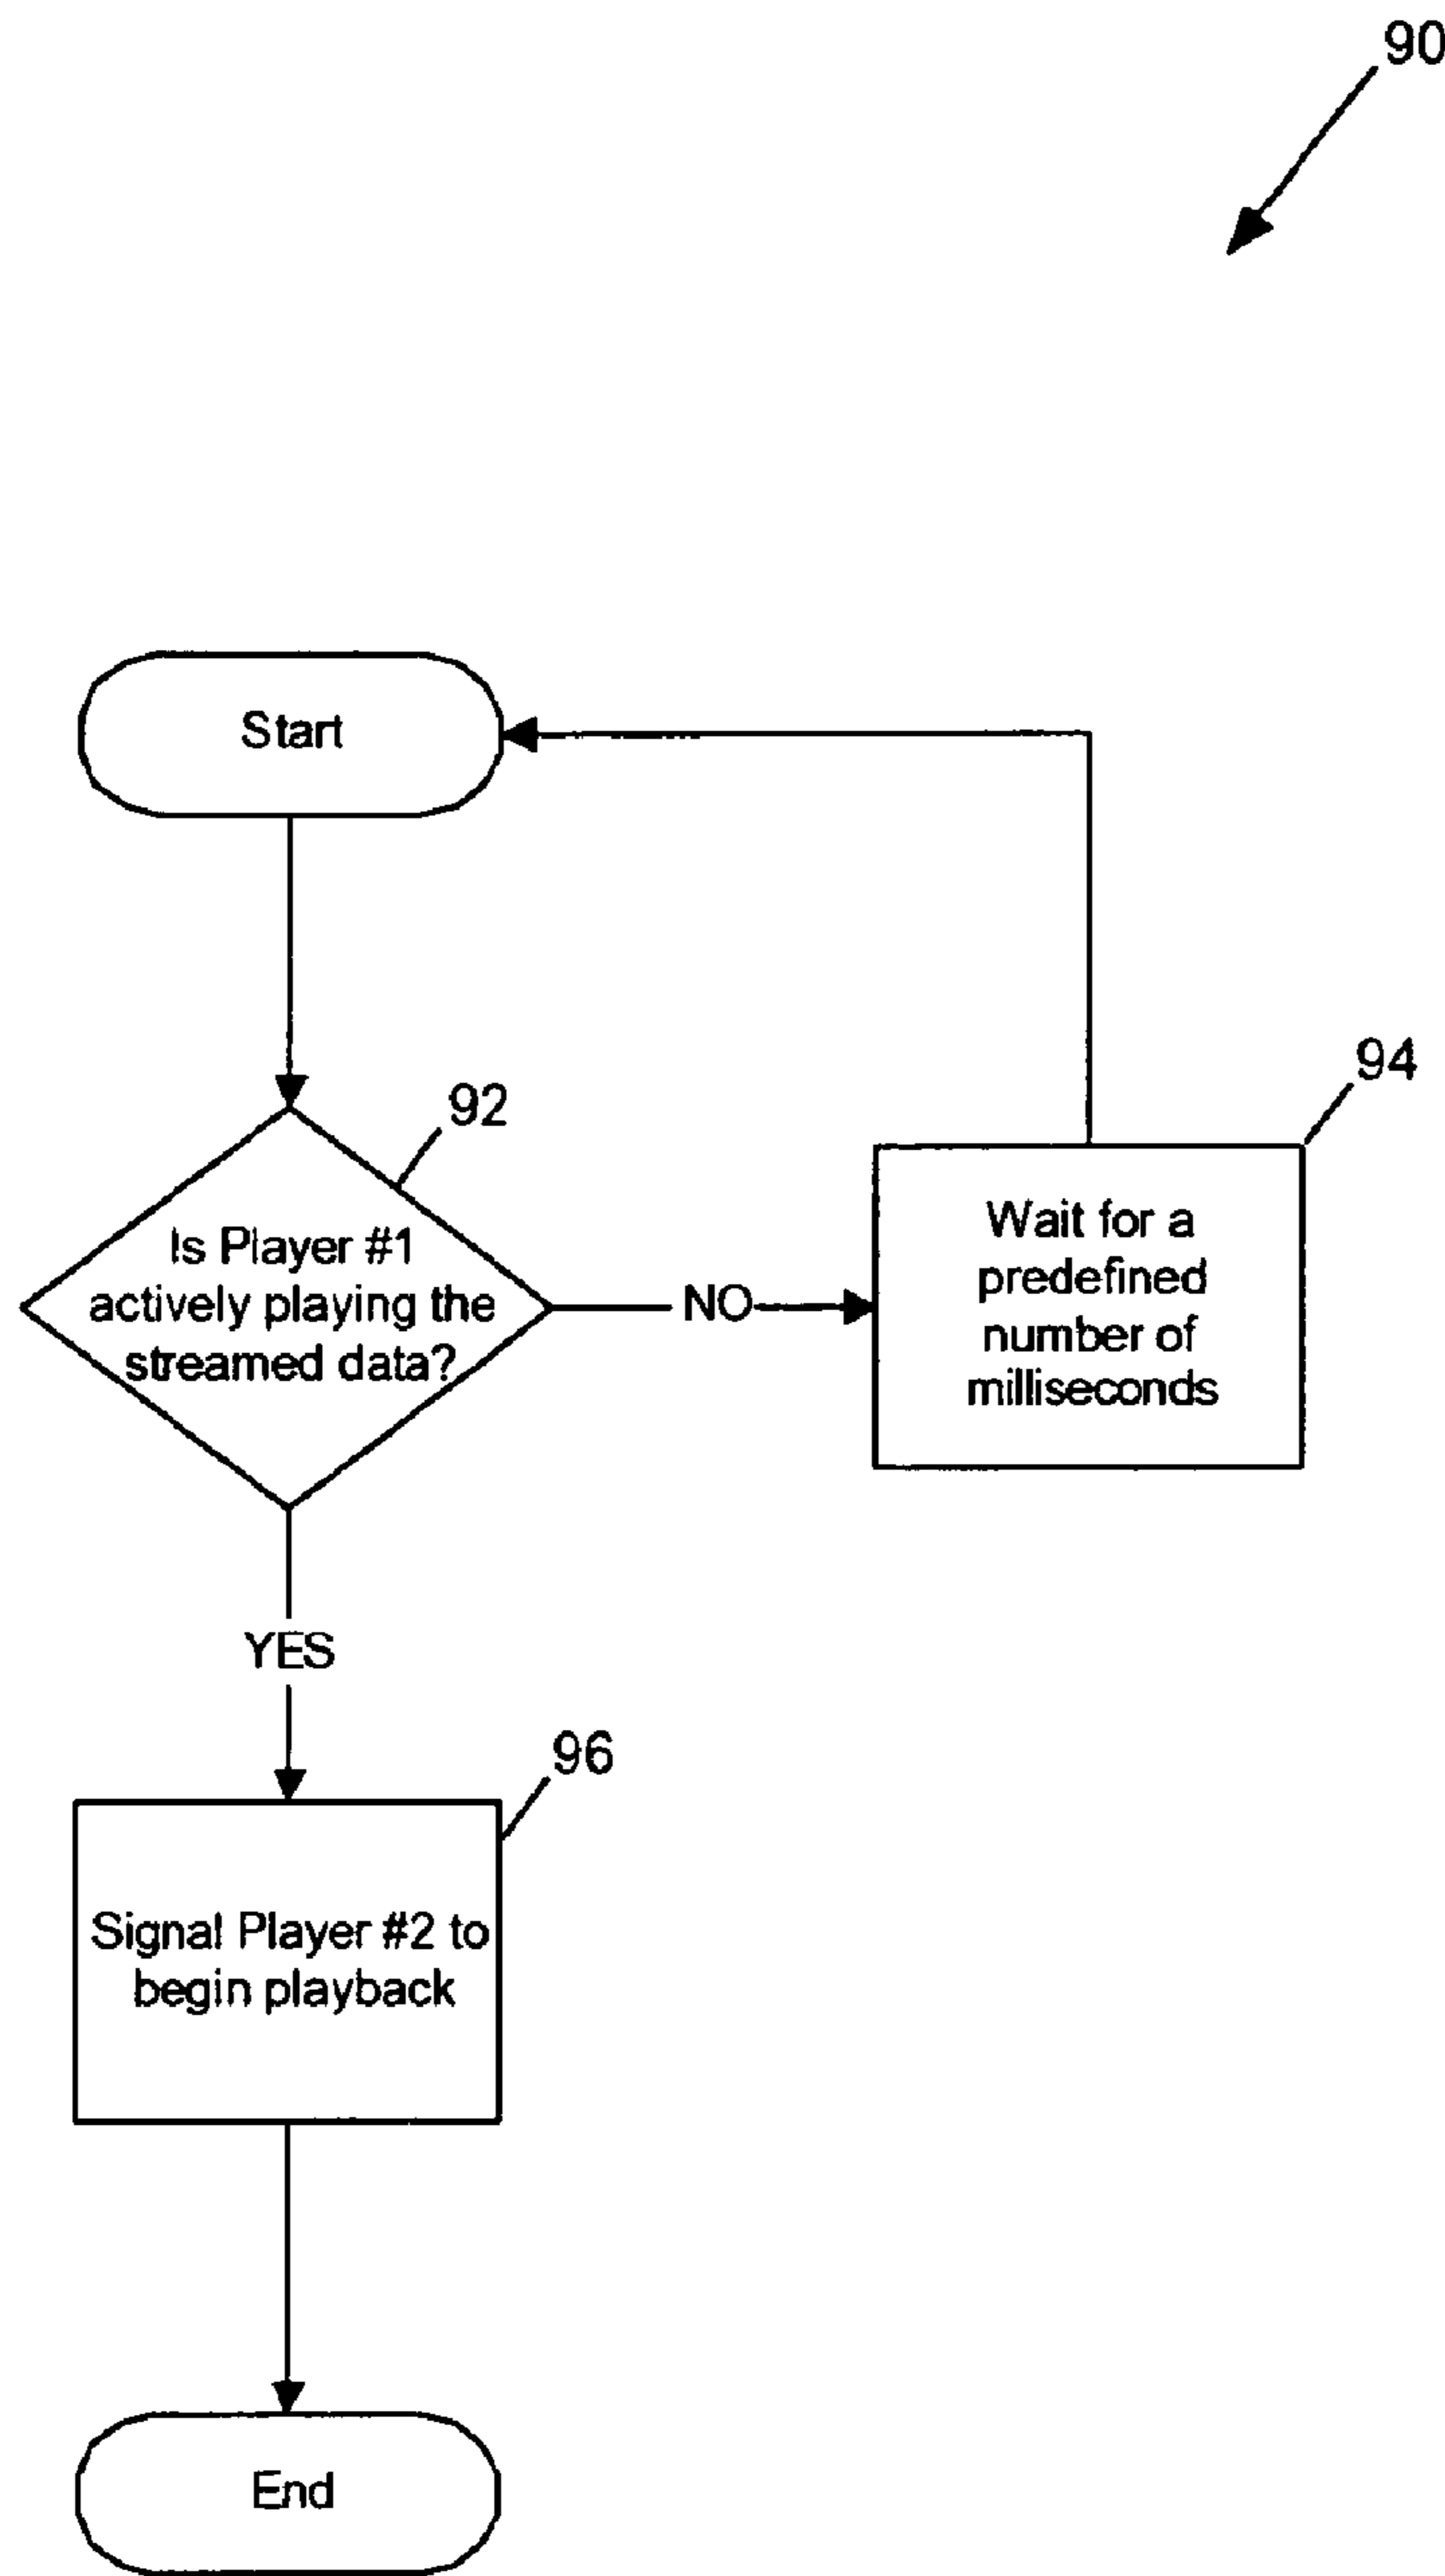 90
Start
92
Is Player #1
actively playing the
streamed data?
NO
94
Wait for a
predefined
number of
milliseconds
YES
96
Signal Player #2 to
begin playback
End